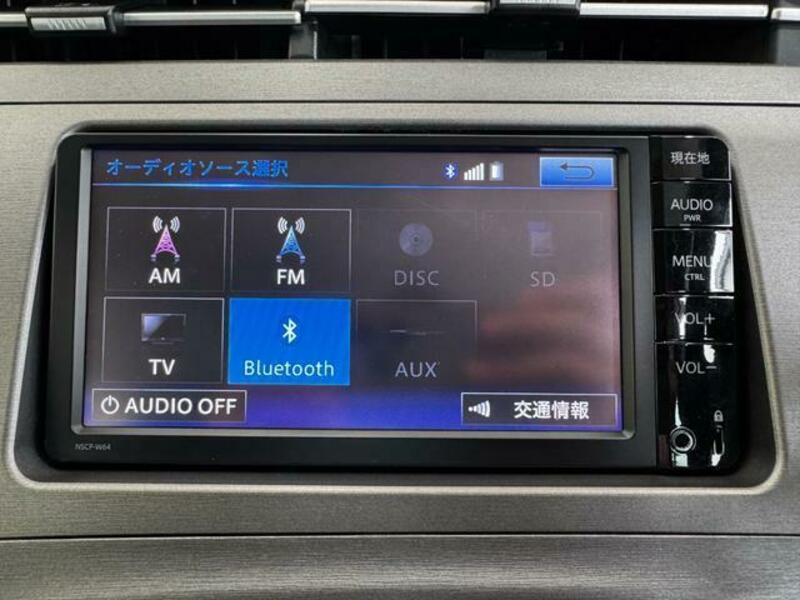 オーディオソース選択
AM
FM
DISC
SD
TV
Bluetooth
AUX
AUDIO OFF
交通情報
NSCP-W64
現在地
AUDIO
PWR
MENU
CTRL
VOL+
VOL−